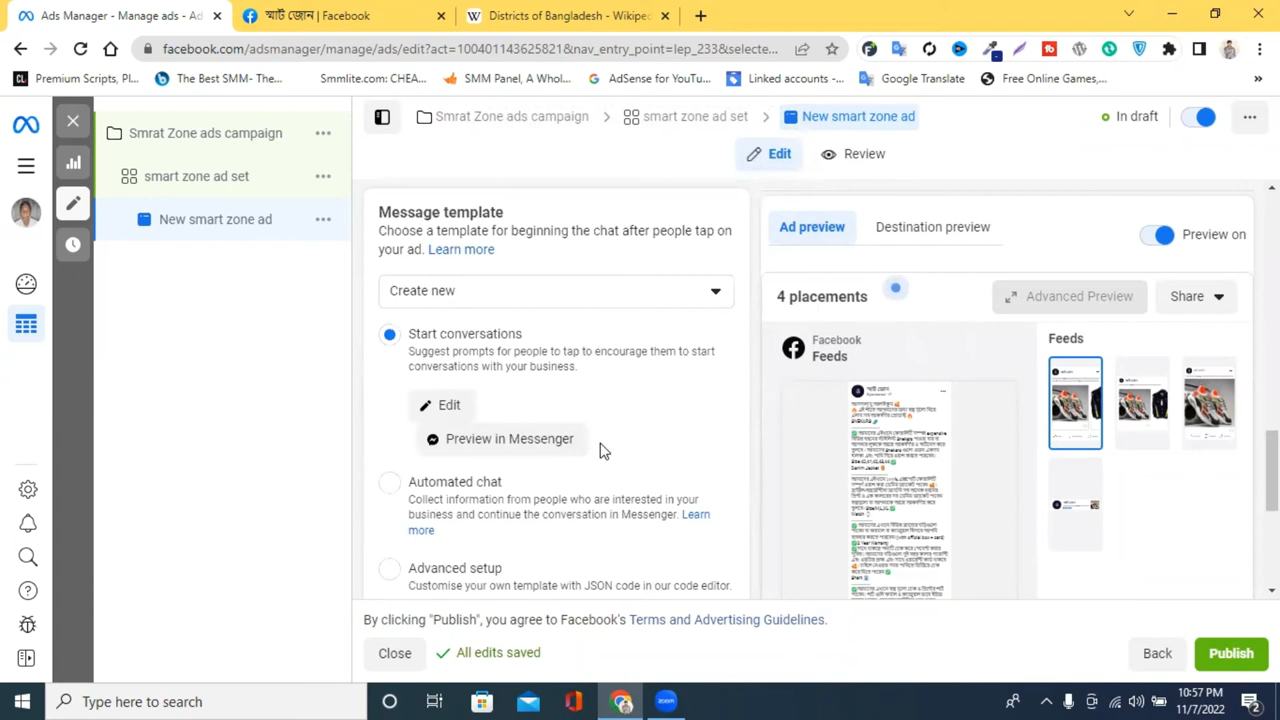 Ads Manager - Manage ads - Ad
স্মার্ট জোন | Facebook
Districts of Bangladesh - Wikiped
facebook.com/adsmanager/manage/ads/edit?act=100401143625821&nav_entry_point=lep_233&selecte...
Premium Scripts, Pl...
The Best SMM- The...
Smmlite.com: CHEA...
SMM Panel, A Whol...
AdSense for YouTu...
Linked accounts -...
Google Translate
Free Online Games,...
Smrat Zone ads campaign
smart zone ad set
New smart zone ad
Smrat Zone ads campaign
smart zone ad set
New smart zone ad
In draft
Edit
Review
Message template
Choose a template for beginning the chat after people tap on
your ad. Learn more
Create new
Start conversations
Suggest prompts for people to tap to encourage them to start
conversations with your business.
Edit
Preview in Messenger
Automated chat
Collect information from people who are interested in your
business and continue the conversation in Messenger. Learn
more
Advanced setup
Customize your own template with JSON code in our code editor.
Ad preview
Destination preview
Preview on
4 placements
Advanced Preview
Share
Facebook
Feeds
Feeds
By clicking "Publish", you agree to Facebook's Terms and Advertising Guidelines.
Close
All edits saved
Back
Publish
Type here to search
10:57 PM
11/7/2022
2